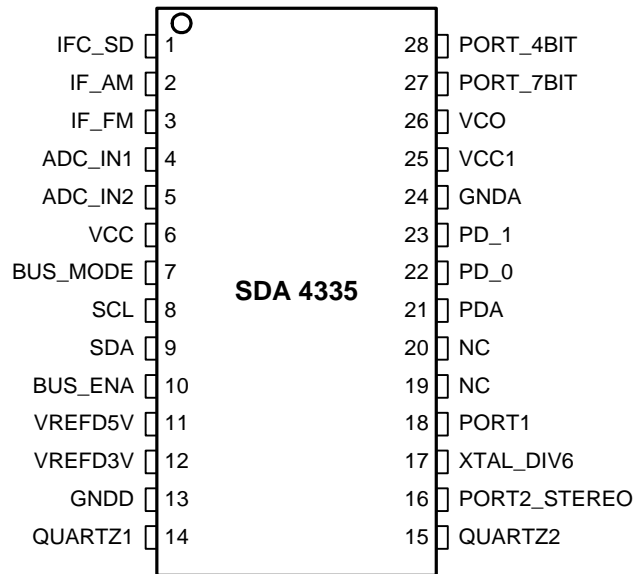 IFC_SD 1 28 PORT_4BIT
IF_AM 2 27 PORT_7BIT
IF_FM 3 26 VCO
ADC_IN1 4 25 VCC1
ADC_IN2 5 24 GNDA
VCC 6 23 PD_1
BUS_MODE 7 22 PD_0
SDA 4335
SCL 8 21 PDA
SDA 9 20 NC
BUS_ENA 10 19 NC
VREFD5V 11 18 PORT1
VREFD3V 12 17 XTAL_DIV6
GNDD 13 16 PORT2_STEREO
QUARTZ1 14 15 QUARTZ2